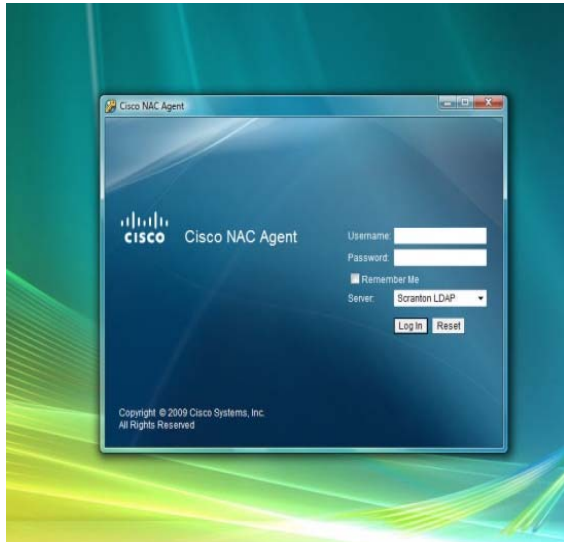 Cisco NAC Agent
CISCO
Cisco NAC Agent
Username:
Password:
Remember Me
Server: Scranton LDAP
Log In Reset
Copyright © 2009 Cisco Systems, Inc.
All Rights Reserved